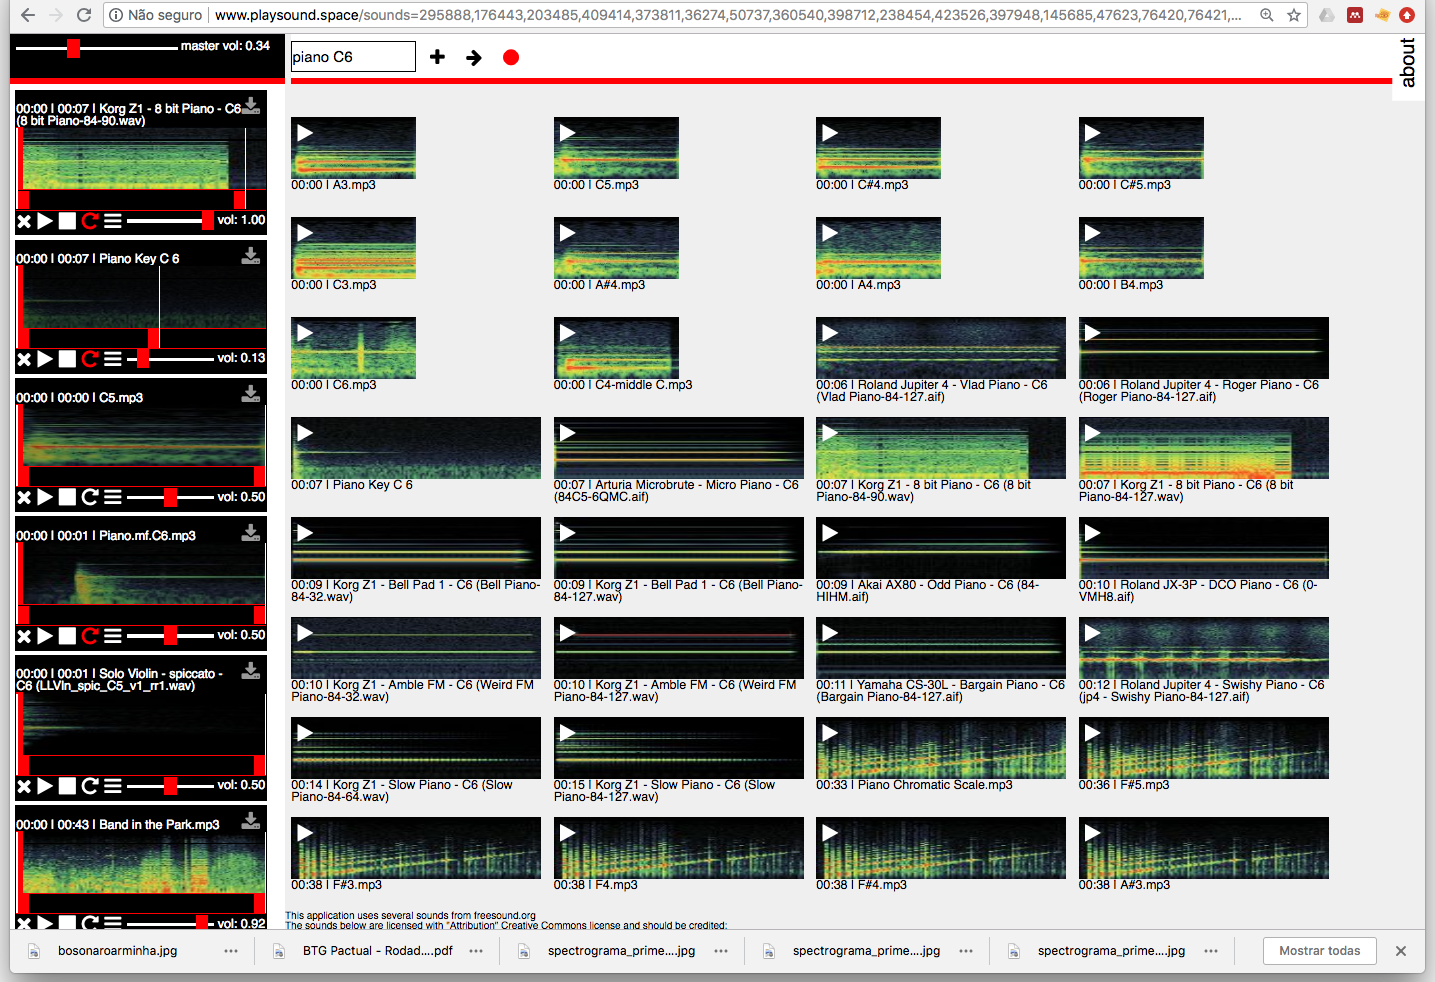 Não seguro | www.playsound.space/sounds=295888,176443,203485,409414,373811,36274,50737,360540,398712,238454,423526,397948,145685,47623,76420,76421,...
master vol: 0.34
piano C6
about
00:00 | 00:07 | Korg Z1 - 8 bit Piano - C6
(8 bit Piano-84-90.wav)
vol: 1.00
00:00 | 00:07 | Piano Key C 6
vol: 0.13
00:00 | 00:00 | C5.mp3
vol: 0.50
00:00 | 00:01 | Piano.mf.C6.mp3
vol: 0.50
00:00 | 00:01 | Solo Violin - spiccato -
C6 (LLVln_spic_C5_v1_rr1.wav)
vol: 0.50
00:00 | 00:43 | Band in the Park.mp3
vol: 0.92
00:00 | A3.mp3
00:00 | C5.mp3
00:00 | C#4.mp3
00:00 | C#5.mp3
00:00 | C3.mp3
00:00 | A#4.mp3
00:00 | A4.mp3
00:00 | B4.mp3
00:00 | C6.mp3
00:00 | C4-middle C.mp3
00:06 | Roland Jupiter 4 - Vlad Piano - C6
(Vlad Piano-84-127.aif)
00:06 | Roland Jupiter 4 - Roger Piano - C6
(Roger Piano-84-127.aif)
00:07 | Piano Key C 6
00:07 | Arturia Microbrute - Micro Piano - C6
(84C5-6QMC.aif)
00:07 | Korg Z1 - 8 bit Piano - C6 (8 bit
Piano-84-90.wav)
00:07 | Korg Z1 - 8 bit Piano - C6 (8 bit
Piano-84-127.wav)
00:09 | Korg Z1 - Bell Pad 1 - C6 (Bell Piano-
84-32.wav)
00:09 | Korg Z1 - Bell Pad 1 - C6 (Bell Piano-
84-127.wav)
00:09 | Akai AX80 - Odd Piano - C6 (84-
HIHM.aif)
00:10 | Roland JX-3P - DCO Piano - C6 (0-
VMH8.aif)
00:10 | Korg Z1 - Amble FM - C6 (Weird FM
Piano-84-32.wav)
00:10 | Korg Z1 - Amble FM - C6 (Weird FM
Piano-84-127.wav)
00:11 | Yamaha CS-30L - Bargain Piano - C6
(Bargain Piano-84-127.aif)
00:12 | Roland Jupiter 4 - Swishy Piano - C6
(jp4 - Swishy Piano-84-127.aif)
00:14 | Korg Z1 - Slow Piano - C6 (Slow
Piano-84-64.wav)
00:15 | Korg Z1 - Slow Piano - C6 (Slow
Piano-84-127.wav)
00:33 | Piano Chromatic Scale.mp3
00:36 | F#5.mp3
00:38 | F#3.mp3
00:38 | F4.mp3
00:38 | F#4.mp3
00:38 | A#3.mp3
This application uses several sounds from freesound.org
The sounds below are licensed with "Attribution" Creative Commons license and should be credited:
bosonaroarminha.jpg
BTG Pactual - Rodad....pdf
spectrograma_prime....jpg
spectrograma_prime....jpg
spectrograma_prime....jpg
Mostrar todas